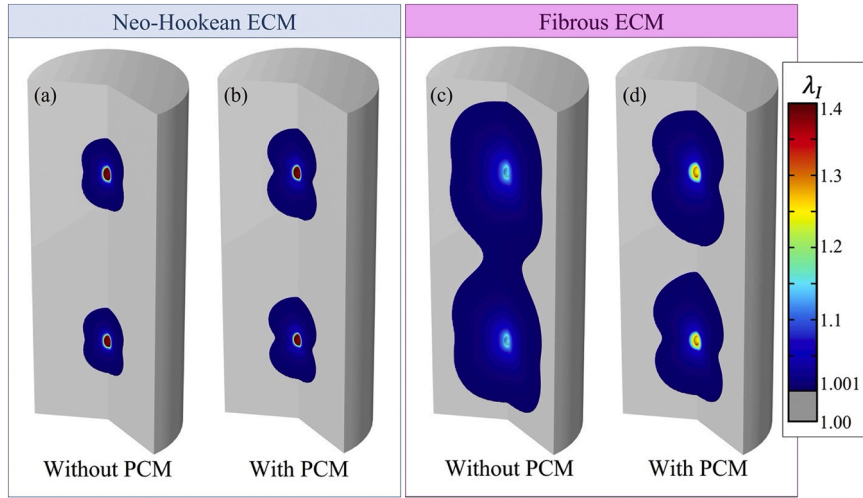 Neo-Hookean ECM
Fibrous ECM
(a)
(b)
(c)
(d)
λ_I
1.4
1.3
1.2
1.1
1.001
1.00
Without PCM
With PCM
Without PCM
With PCM